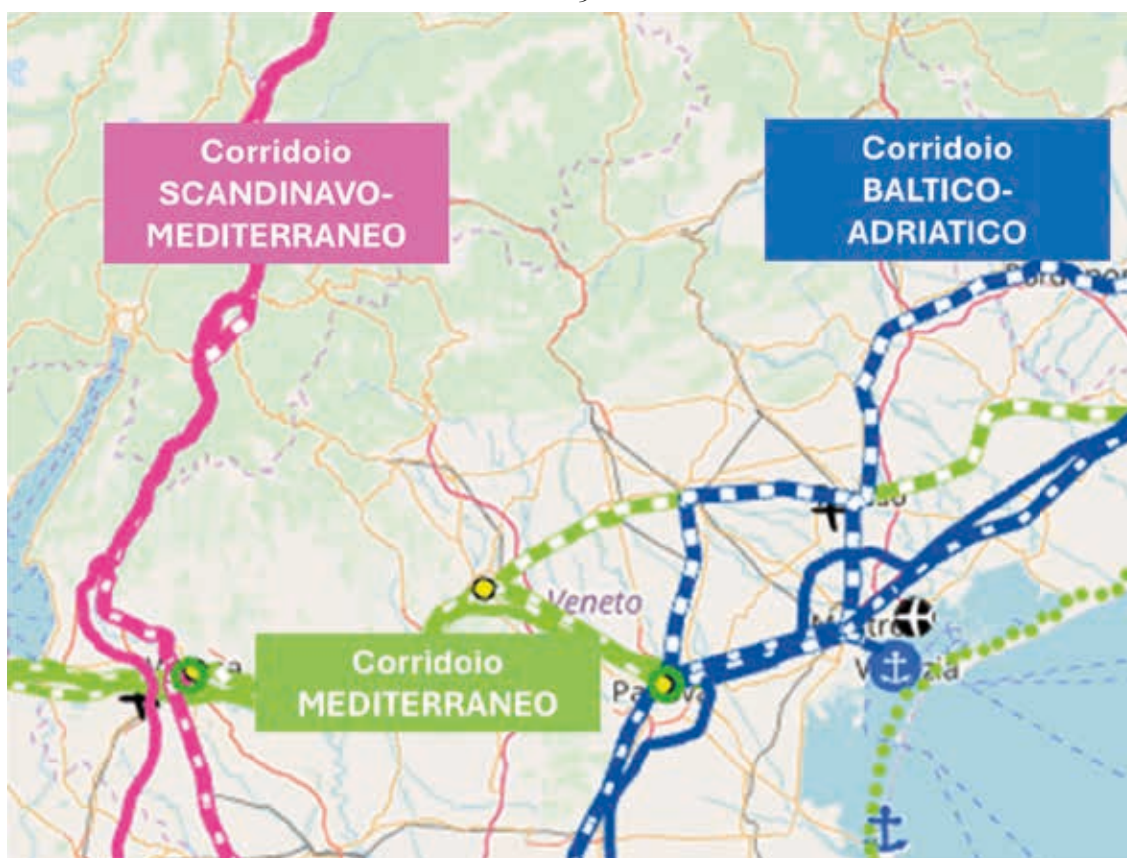 Corridoio
SCANDINAVO-
MEDITERRANEO
Corridoio
BALTICO-
ADRIATICO
Veneto
Corridoio
MEDITERRANEO